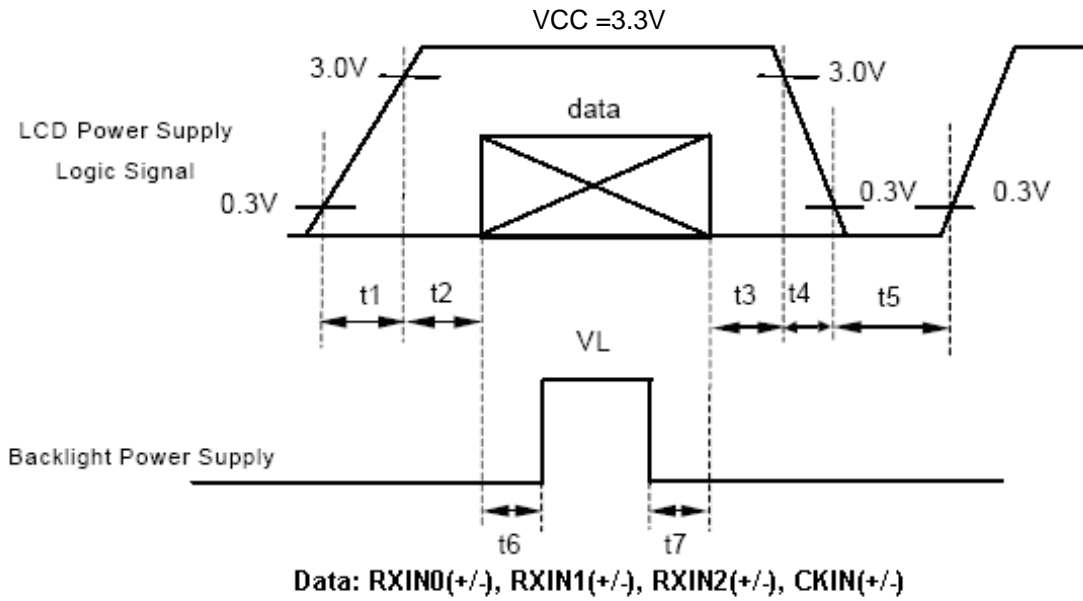 VCC =3.3V
3.0V
3.0V
data
LCD Power Supply
Logic Signal
0.3V
0.3V
0.3V
t1
t2
t3
t4
t5
VL
Backlight Power Supply
t6
t7
Data: RXIN0(+/-), RXIN1(+/-), RXIN2(+/-), CKIN(+/-)